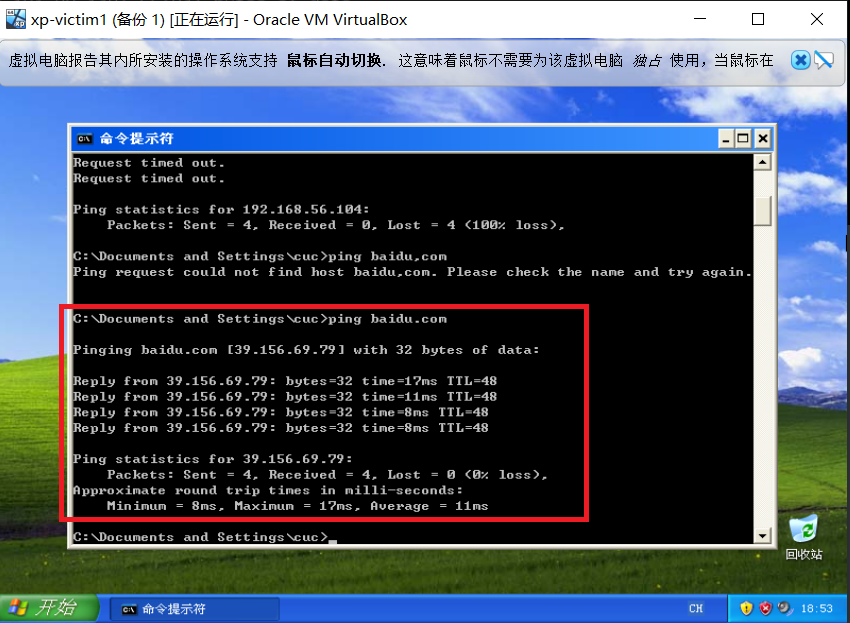 xp-victim1 (备份 1) [正在运行] - Oracle VM VirtualBox
虚拟电脑报告其内所安装的操作系统支持 鼠标自动切换. 这意味着鼠标不需要为该虚拟电脑 独占 使用，当鼠标在
命令提示符
Request timed out.
Request timed out.
Ping statistics for 192.168.56.104:
Packets: Sent = 4, Received = 0, Lost = 4 (100% loss),
C:\Documents and Settings\cuc>ping baidu,com
Ping request could not find host baidu,com. Please check the name and try again.
C:\Documents and Settings\cuc>ping baidu.com
Pinging baidu.com [39.156.69.79] with 32 bytes of data:
Reply from 39.156.69.79: bytes=32 time=17ms TTL=48
Reply from 39.156.69.79: bytes=32 time=11ms TTL=48
Reply from 39.156.69.79: bytes=32 time=8ms TTL=48
Reply from 39.156.69.79: bytes=32 time=8ms TTL=48
Ping statistics for 39.156.69.79:
Packets: Sent = 4, Received = 4, Lost = 0 (0% loss),
Approximate round trip times in milli-seconds:
Minimum = 8ms, Maximum = 17ms, Average = 11ms
C:\Documents and Settings\cuc>_
回收站
开始 命令提示符 CH 18:53